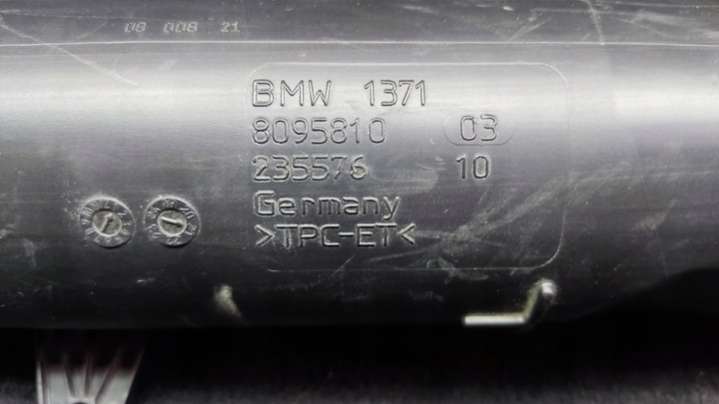 08 008 21
BMW 1371
8095810 03
235576 10
Germany
>TPC-ET<